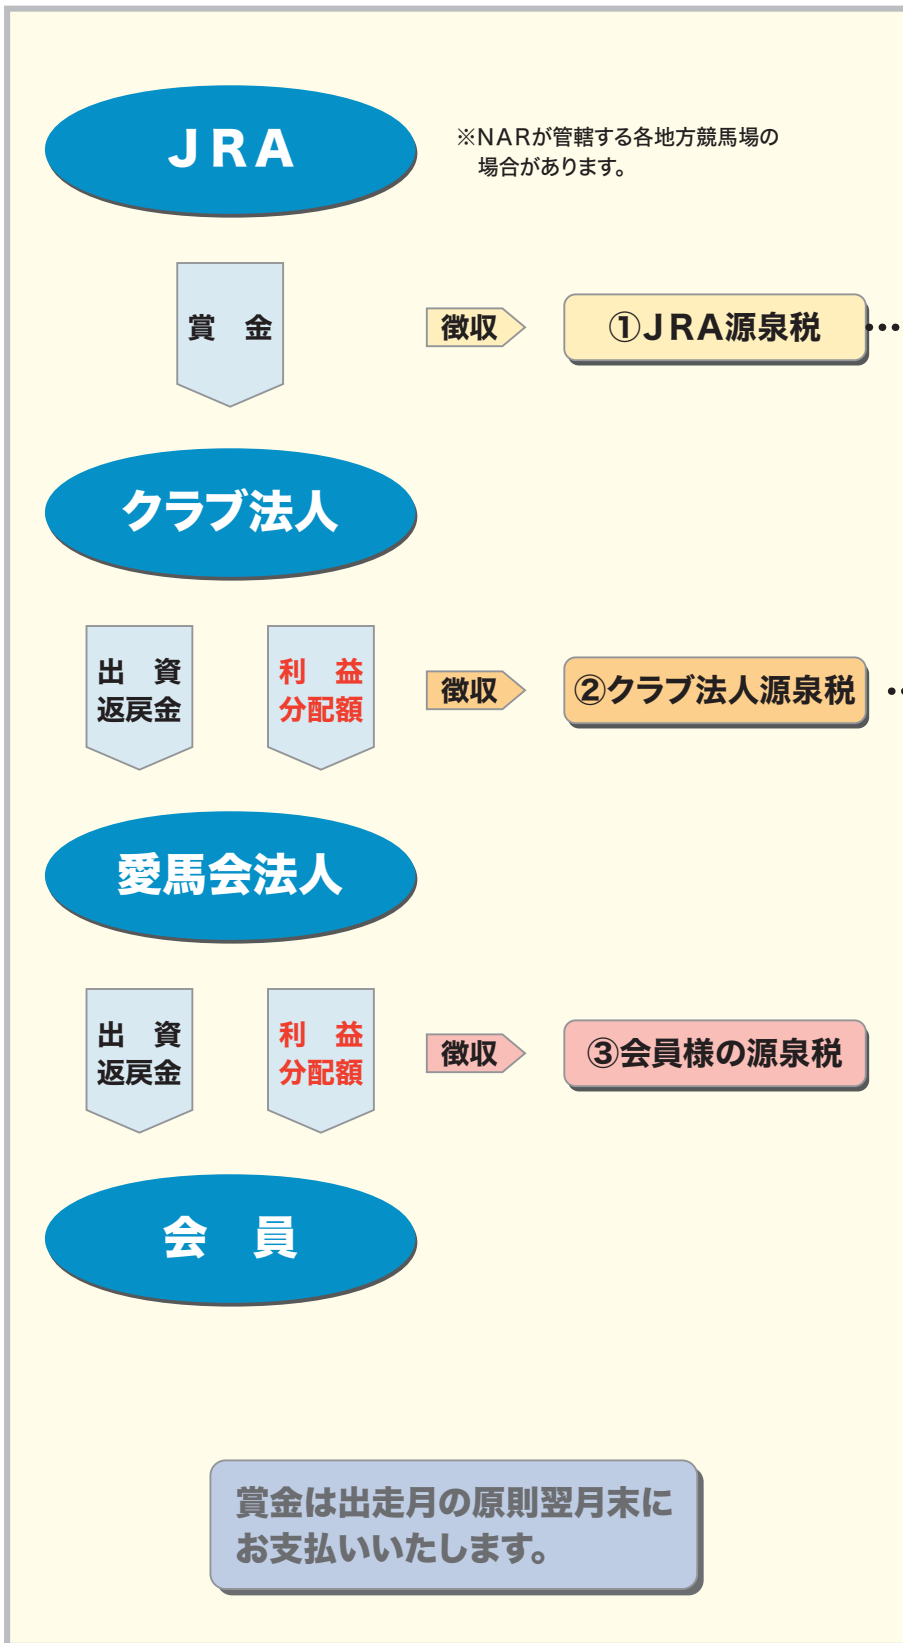 JRA
※NARが管轄する各地方競馬場の
場合があります。
賞　金
徴収
①JRA源泉税
クラブ法人
出　資
返戻金
利　益
分配額
徴収
②クラブ法人源泉税
愛馬会法人
出　資
返戻金
利　益
分配額
徴収
③会員様の源泉税
会　員
賞金は出走月の原則翌月末に
お支払いいたします。